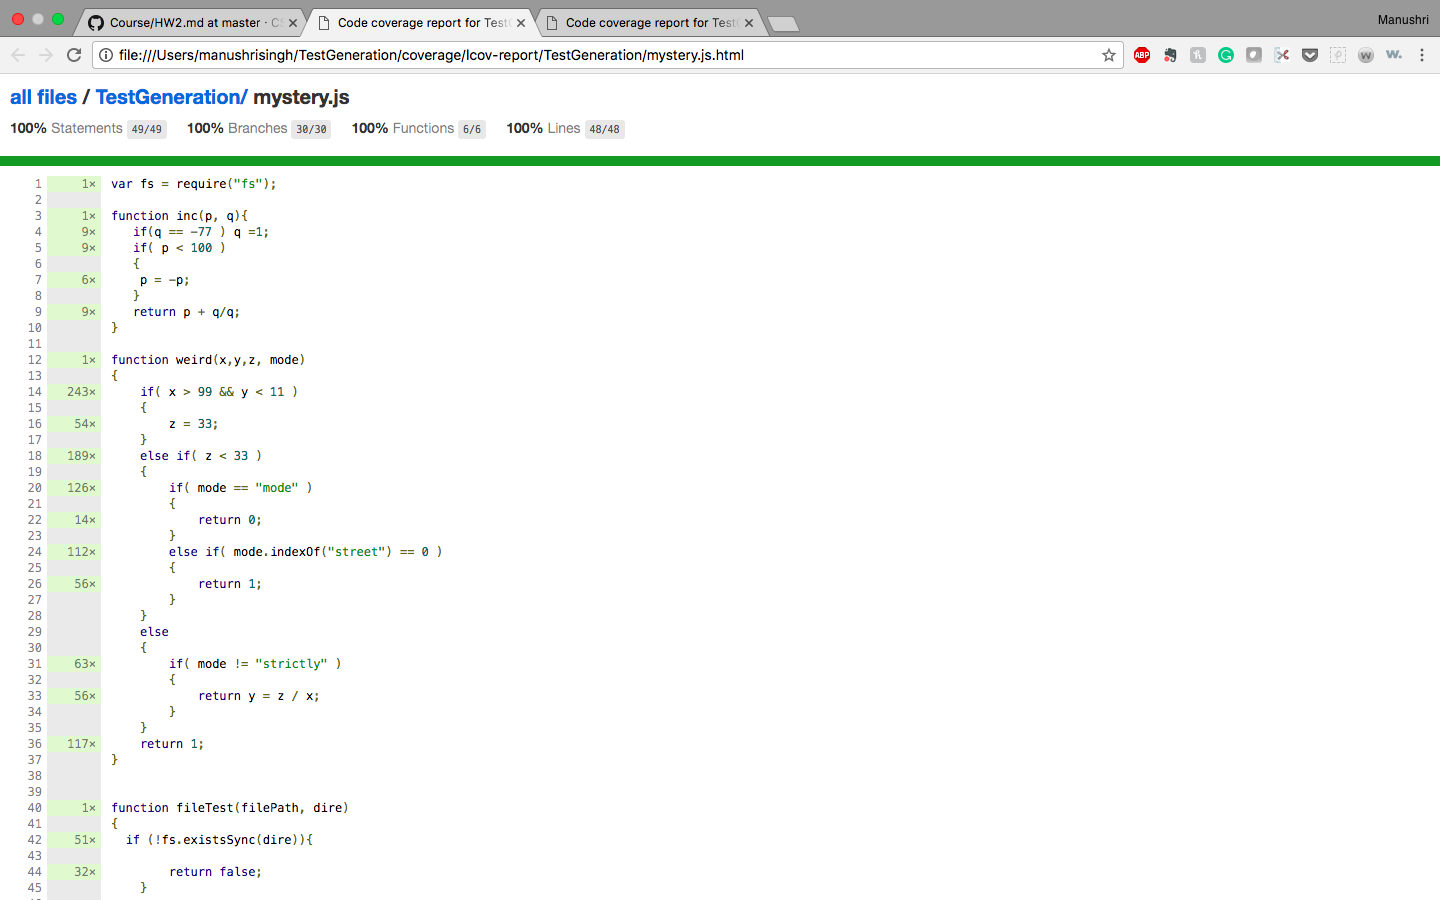 Course/HW2.md at master · CS
Code coverage report for Test
Code coverage report for Test
Manushri
file:///Users/manushrisingh/TestGeneration/coverage/lcov-report/TestGeneration/mystery.js.html
all files / TestGeneration/ mystery.js
100% Statements 49/49 100% Branches 30/30 100% Functions 6/6 100% Lines 48/48
1 1× var fs = require("fs");
2
3 1× function inc(p, q){
4 9× if(q == -77 ) q =1;
5 9× if( p < 100 )
6 {
7 6× p = -p;
8 }
9 9× return p + q/q;
10 }
11
12 1× function weird(x,y,z, mode)
13 {
14 243× if( x > 99 && y < 11 )
15 {
16 54× z = 33;
17 }
18 189× else if( z < 33 )
19 {
20 126× if( mode == "mode" )
21 {
22 14× return 0;
23 }
24 112× else if( mode.indexOf("street") == 0 )
25 {
26 56× return 1;
27 }
28 }
29 else
30 {
31 63× if( mode != "strictly" )
32 {
33 56× return y = z / x;
34 }
35 }
36 117× return 1;
37 }
38
39
40 1× function fileTest(filePath, dire)
41 {
42 51× if (!fs.existsSync(dire)){
43
44 32× return false;
45 }